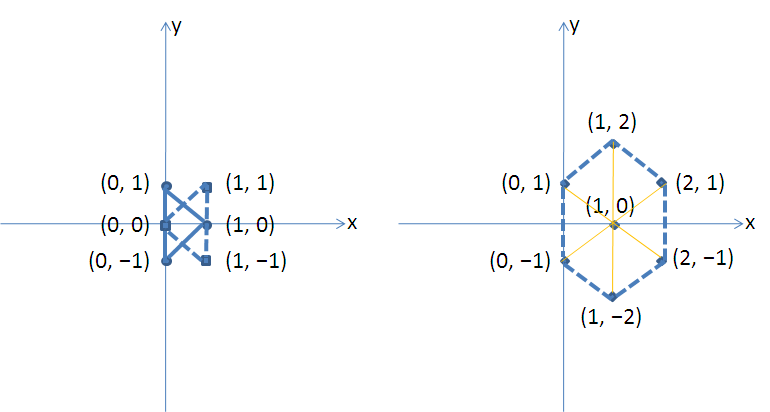 y
(0, 1) (1, 1)
(0, 0) (1, 0) x
(0, −1) (1, −1)
y
(1, 2)
(0, 1) (2, 1)
(1, 0)
x
(0, −1) (2, −1)
(1, −2)